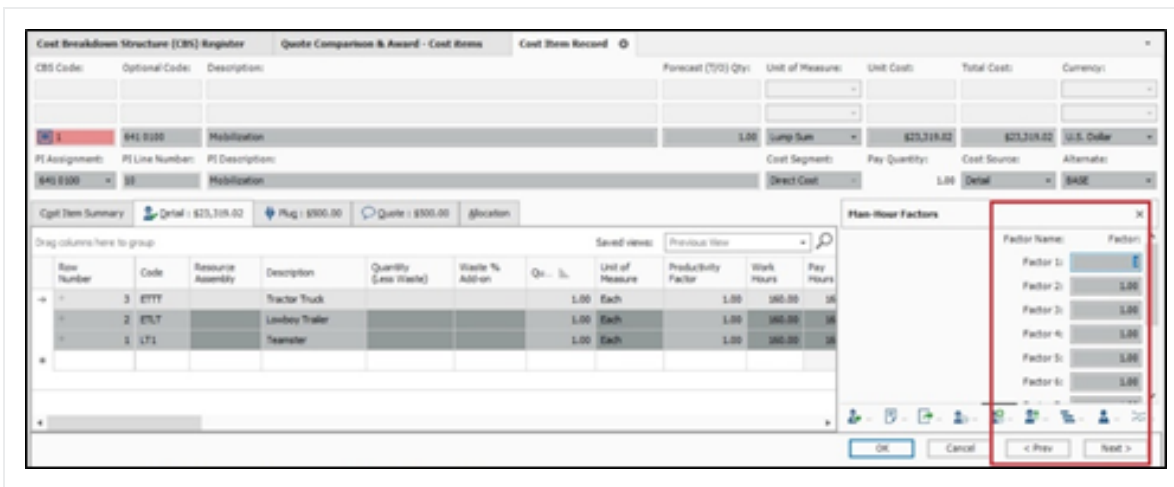 Cost Breakdown Structure (CBS) Register Quote Comparison & Award - Cost Items Cost Item Record
CBS Code: Optional Code: Description: Forecast (T/O) Qty: Unit of Measure: Unit Cost: Total Cost: Currency:
1 641 0100 Mobilization 1.00 Lump Sum $23,319.02 $23,319.02 U.S. Dollar
PI Assignment: PI Line Number: PI Description: Cost Segment: Pay Quantity: Cost Source: Alternate:
641 0100 10 Mobilization Direct Cost 1.00 Detail BASE
Cost Item Summary Detail : $23,319.02 Plug : $500.00 Quote : $500.00 Allocation Man-Hour Factors
Drag columns here to group Saved views: Previous View Factor Name: Factor:
Row Number Code Resource Assembly Description Quantity (Less Waste) Waste % Add-on Qu... Unit of Measure Productivity Factor Work Hours Pay Hours
Factor 1:
Factor 2: 1.00
3 ETTT Tractor Truck 1.00 Each 1.00 160.00 16
Factor 3: 1.00
2 ETLT Lowboy Trailer 1.00 Each 1.00 160.00 16
1 LT1 Teamster 1.00 Each 1.00 160.00 16
Factor 4: 1.00
Factor 5: 1.00
Factor 6: 1.00
OK Cancel < Prev Next >